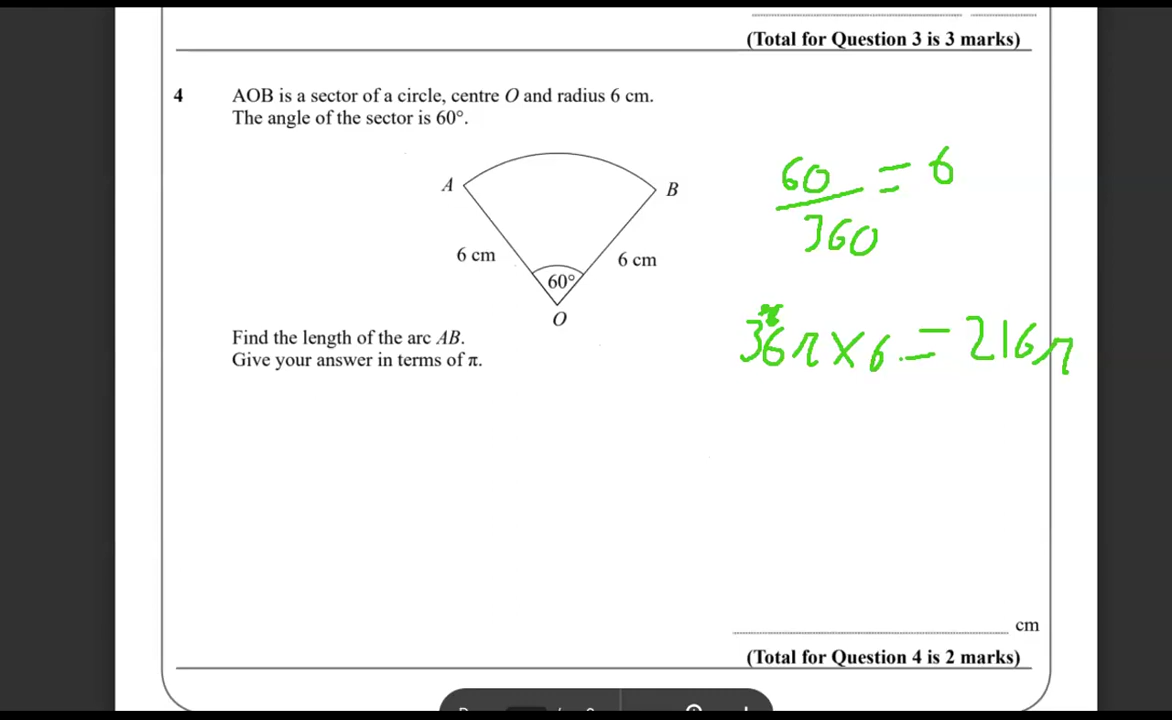 (Total for Question 3 is 3 marks)
4 AOB is a sector of a circle, centre O and radius 6 cm.
The angle of the sector is 60°.
A
B
6 cm
6 cm
60°
O
60/360 = 6
36π × 6 = 216π
Find the length of the arc AB.
Give your answer in terms of π.
cm
(Total for Question 4 is 2 marks)